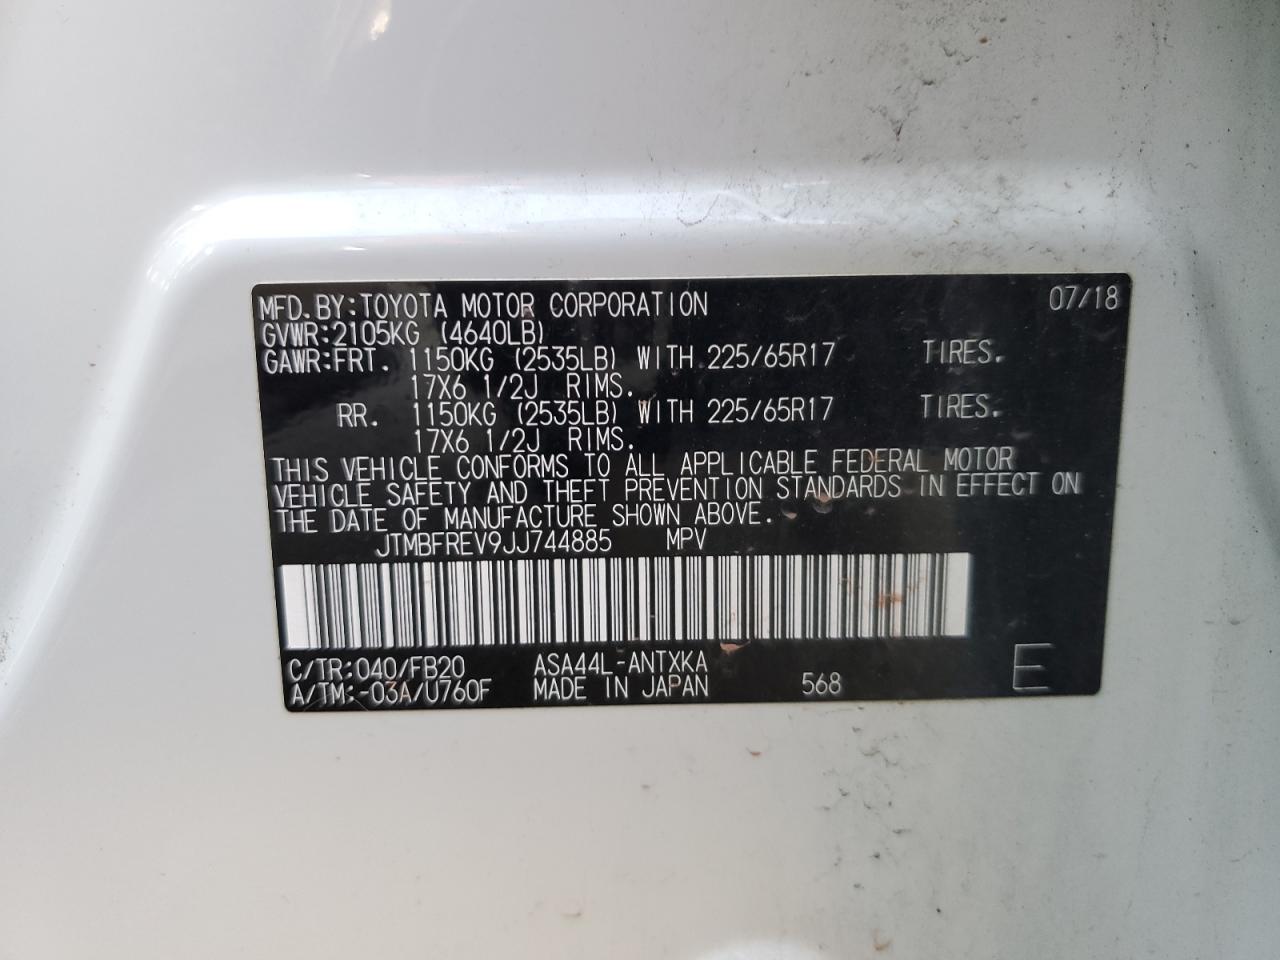 MFD.BY:TOYOTA MOTOR CORPORATION 07/18
GVWR:2105KG (4640LB)
GAWR:FRT. 1150KG (2535LB) WITH 225/65R17 TIRES.
17X6 1/2J RIMS.
RR. 1150KG (2535LB) WITH 225/65R17 TIRES.
17X6 1/2J RIMS.
THIS VEHICLE CONFORMS TO ALL APPLICABLE FEDERAL MOTOR
VEHICLE SAFETY AND THEFT PREVENTION STANDARDS IN EFFECT ON
THE DATE OF MANUFACTURE SHOWN ABOVE.
JTMBFREV9JJ744885 MPV
C/TR:040/FB20 ASA44L-ANTXKA
A/TM:-03A/U760F MADE IN JAPAN 568 E